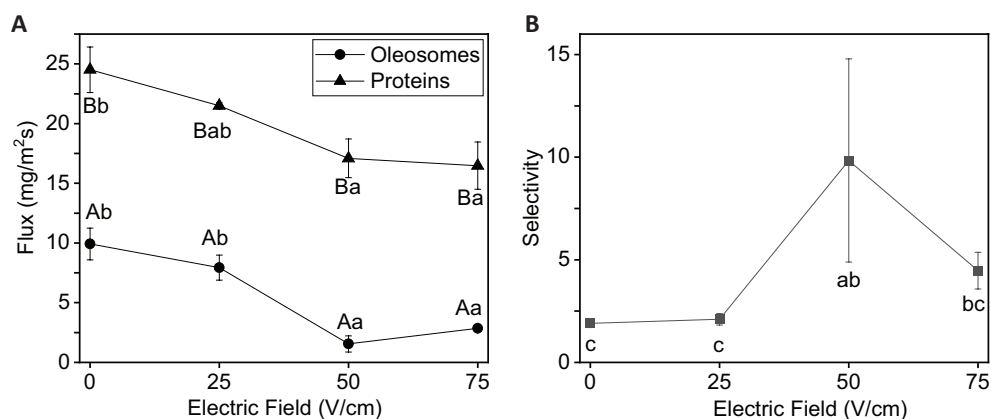 A
Flux (mg/m²s)
25
20
15
10
5
0
Oleosomes
Proteins
Bb
Bab
Ba
Ba
Ab
Ab
Aa
Aa
0
25
50
75
Electric Field (V/cm)
B
Selectivity
15
10
5
0
c
c
ab
bc
0
25
50
75
Electric Field (V/cm)